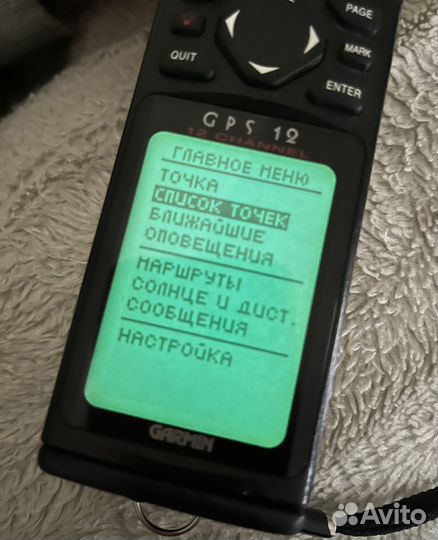 PAGE
QUIT
MARK
ENTER
GPS 12
12 CHANNEL
ГЛАВНОЕ МЕНЮ
ТОЧКА
СПИСОК ТОЧЕК
БЛИЖАЙШИЕ
ОПОВЕЩЕНИЯ
МАРШРУТЫ
СОЛНЦЕ И ДИСТ.
СООБЩЕНИЯ
НАСТРОЙКА
GARMIN
Avito